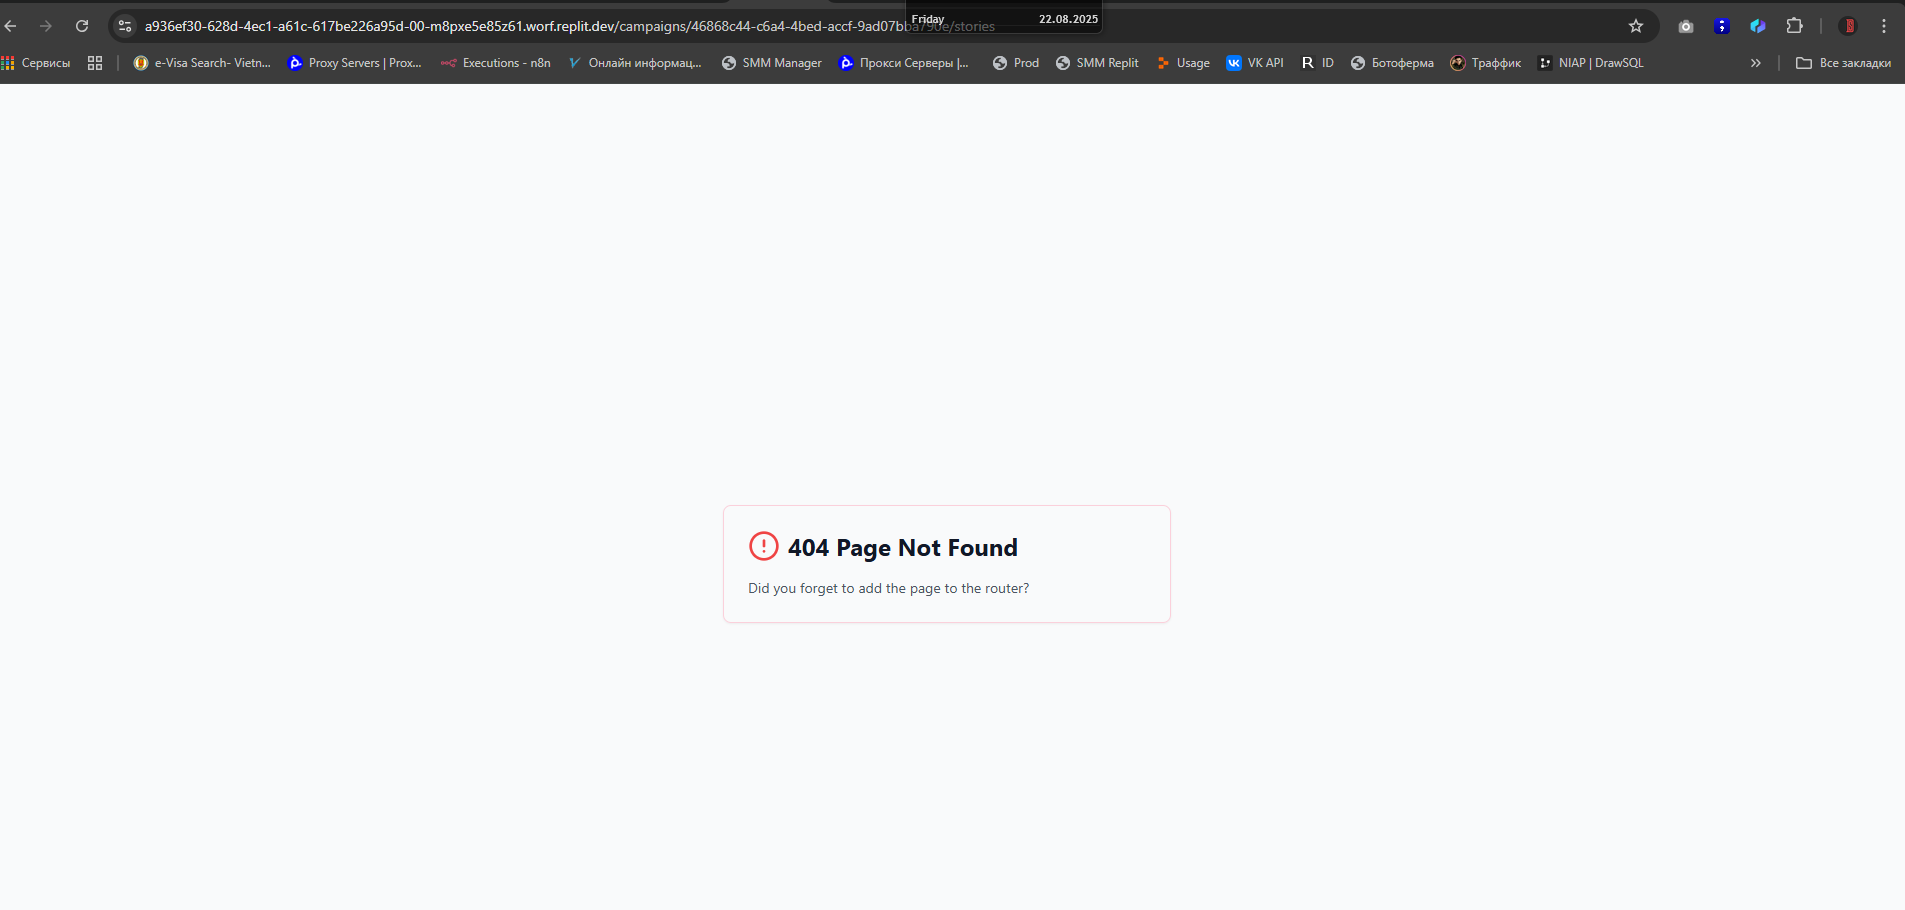 Friday 22.08.2025
a936ef30-628d-4ec1-a61c-617be226a95d-00-m8pxe5e85z61.worf.replit.dev/campaigns/46868c44-c6a4-4bed-accf-9ad07bba790e/stories
Сервисы e-Visa Search- Vietn... Proxy Servers | Prox... Executions - n8n Онлайн информац... SMM Manager Прокси Серверы |... Prod SMM Replit Usage VK API ID Ботоферма Траффик NIAP | DrawSQL » Все закладки
404 Page Not Found
Did you forget to add the page to the router?